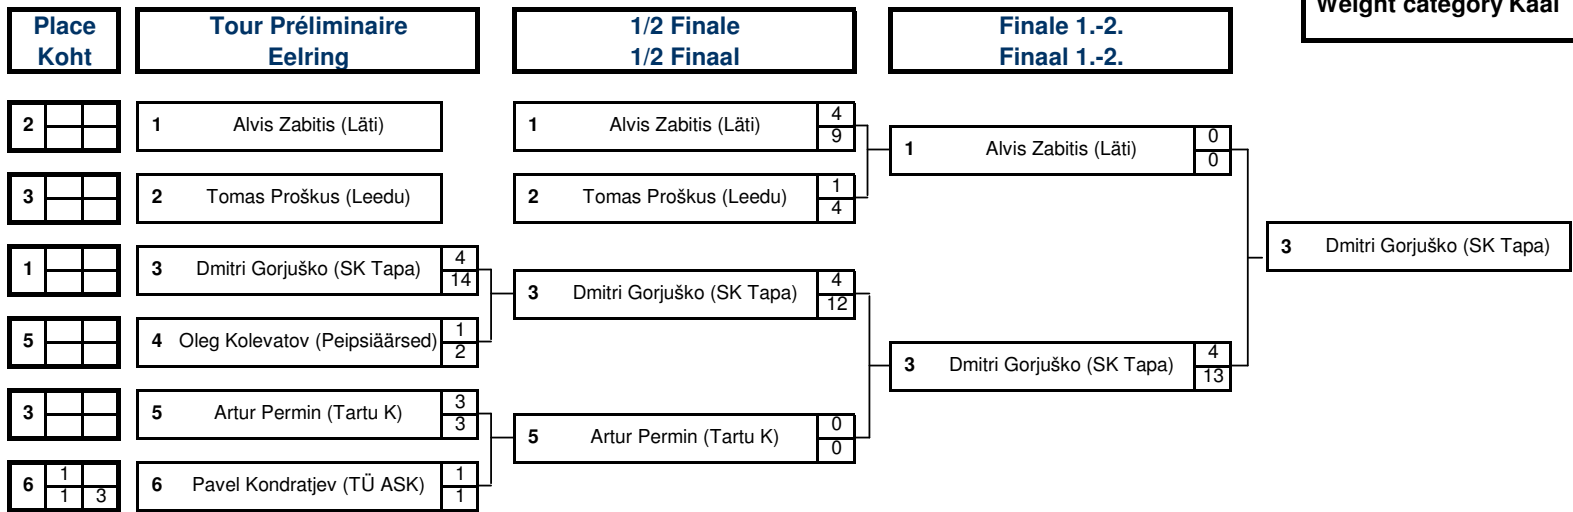 Weight category Kaal
Place Tour Préliminaire 1/2 Finale Finale 1.-2.
Koht Eelring 1/2 Finaal Finaal 1.-2.
2 1 Alvis Zabitis (Läti) 1 Alvis Zabitis (Läti) 4
9
1 Alvis Zabitis (Läti) 0
0
3 2 Tomas Proškus (Leedu) 2 Tomas Proškus (Leedu) 1
4
3 Dmitri Gorjuško (SK Tapa)
1 3 Dmitri Gorjuško (SK Tapa) 4
14
3 Dmitri Gorjuško (SK Tapa) 4
12
5 4 Oleg Kolevatov (Peipsiäärsed) 1
2
3 Dmitri Gorjuško (SK Tapa) 4
13
3 5 Artur Permin (Tartu K) 3
3
5 Artur Permin (Tartu K) 0
0
6 1 6 Pavel Kondratjev (TÜ ASK) 1
1 3 1